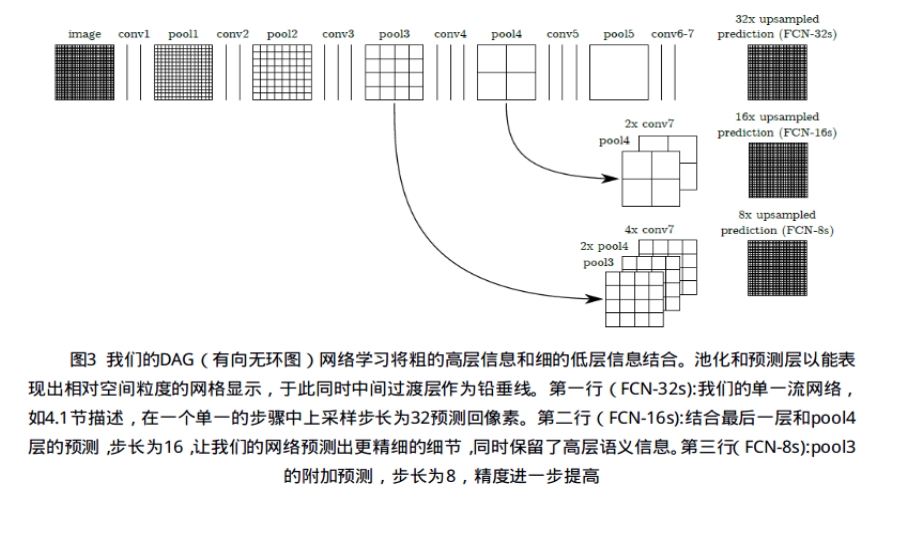 32x upsampled
image conv1 pool1 conv2 pool2 conv3 pool3 conv4 pool4 conv5 pool5 conv6-7 prediction (FCN-32s)
16x upsampled
2x conv7 prediction (FCN-16s)
pool4
8x upsampled
4x conv7 prediction (FCN-8s)
2x pool4
pool3
图3 我们的DAG（有向无环图）网络学习将粗的高层信息和细的低层信息结合。池化和预测层以能表
现出相对空间粒度的网格显示，于此同时中间过渡层作为铅垂线。第一行（FCN-32s):我们的单一流网络，
如4.1节描述，在一个单一的步骤中上采样步长为32预测回像素。第二行（FCN-16s):结合最后一层和pool4
层的预测 ,步长为16 ,让我们的网络预测出更精细的细节 ,同时保留了高层语义信息。第三行( FCN-8s):pool3
的附加预测，步长为8，精度进一步提高